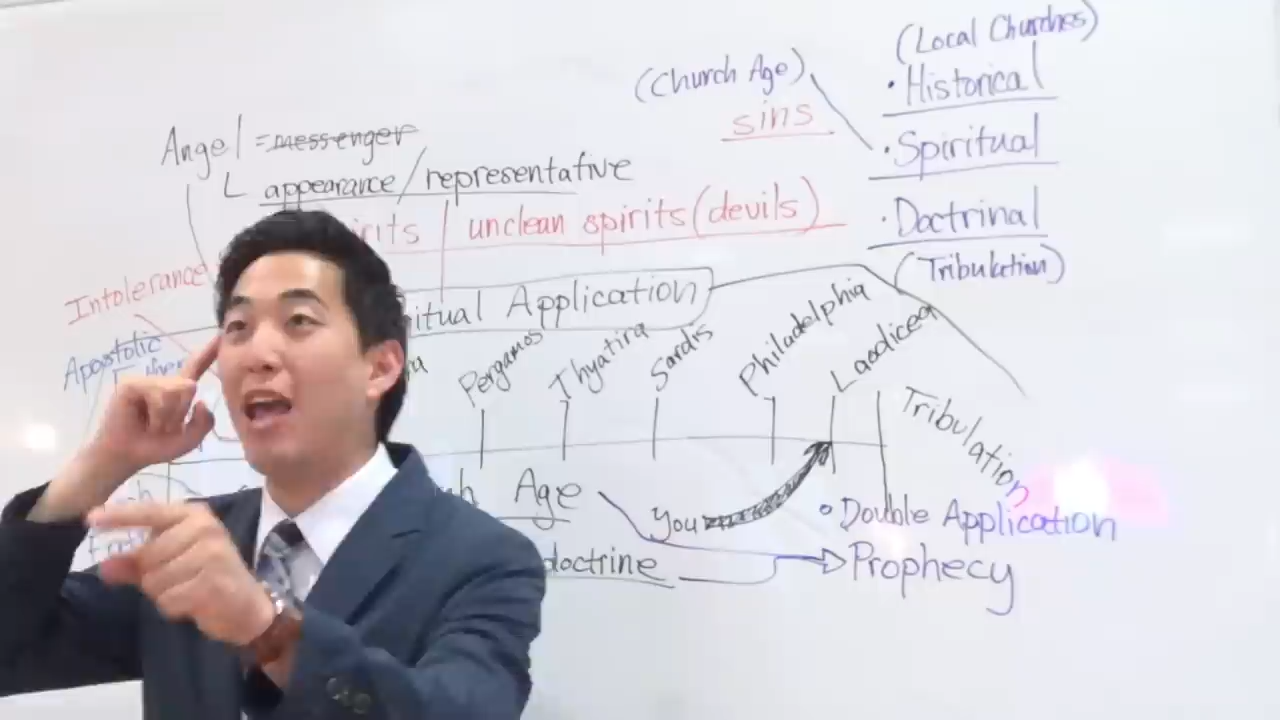 (Local Churches)
(Church Age)
• Historical
sins
Angel = messenger
• Spiritual
appearance/representative
unclean spirits (devils)
• Doctrinal
(Tribulation)
Intolerance
Application
Apostolic
Pergamos
Thyatira
Sardis
Philadelphia
Laodicea
Tribulation
Age
You
• Double Application
doctrine
Prophecy